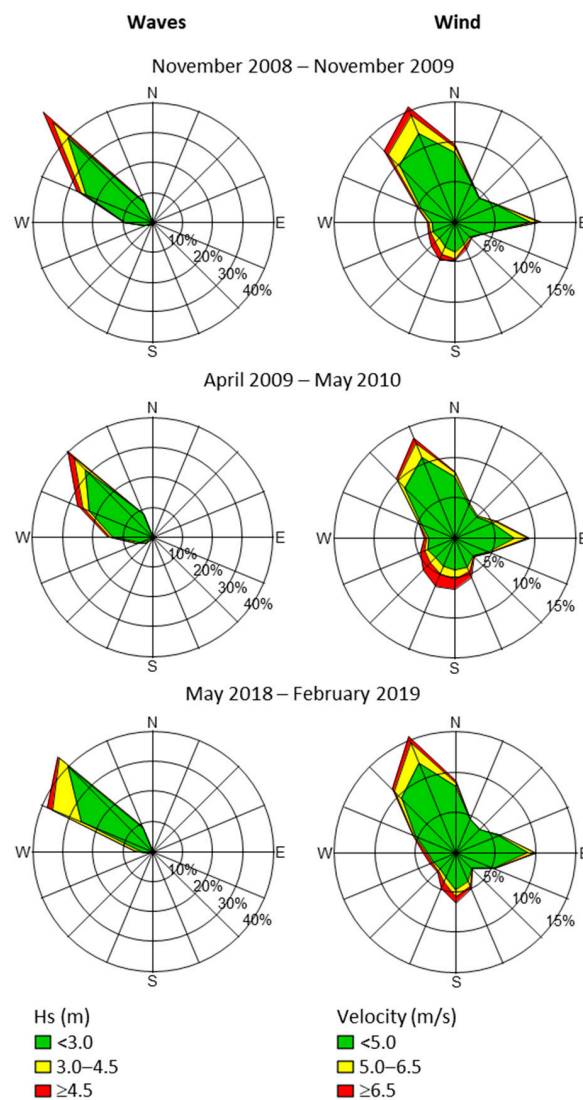 Waves Wind
November 2008 – November 2009
N N
W E W E
10% 5%
20% 10%
30% 15%
40%
S S
April 2009 – May 2010
N N
W E W E
10% 5%
20% 10%
30% 15%
40%
S S
May 2018 – February 2019
N N
W E W E
10% 5%
20% 10%
30% 15%
40%
S S
Hs (m) Velocity (m/s)
<3.0 <5.0
3.0–4.5 5.0–6.5
≥4.5 ≥6.5